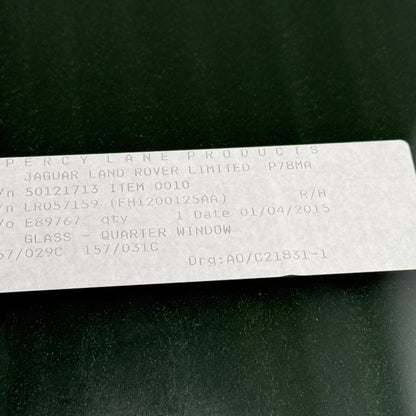 PERCY LANE PRODUCTS
JAGUAR LAND ROVER LIMITED P78MA
/n 50121713 ITEM 0010
/n LR057159 (FH1200125AA) R/H
/o E89767 qty 1 Date 01/04/2015
GLASS - QUARTER WINDOW
57/029C 157/031C
Drg:A0/C21831-1